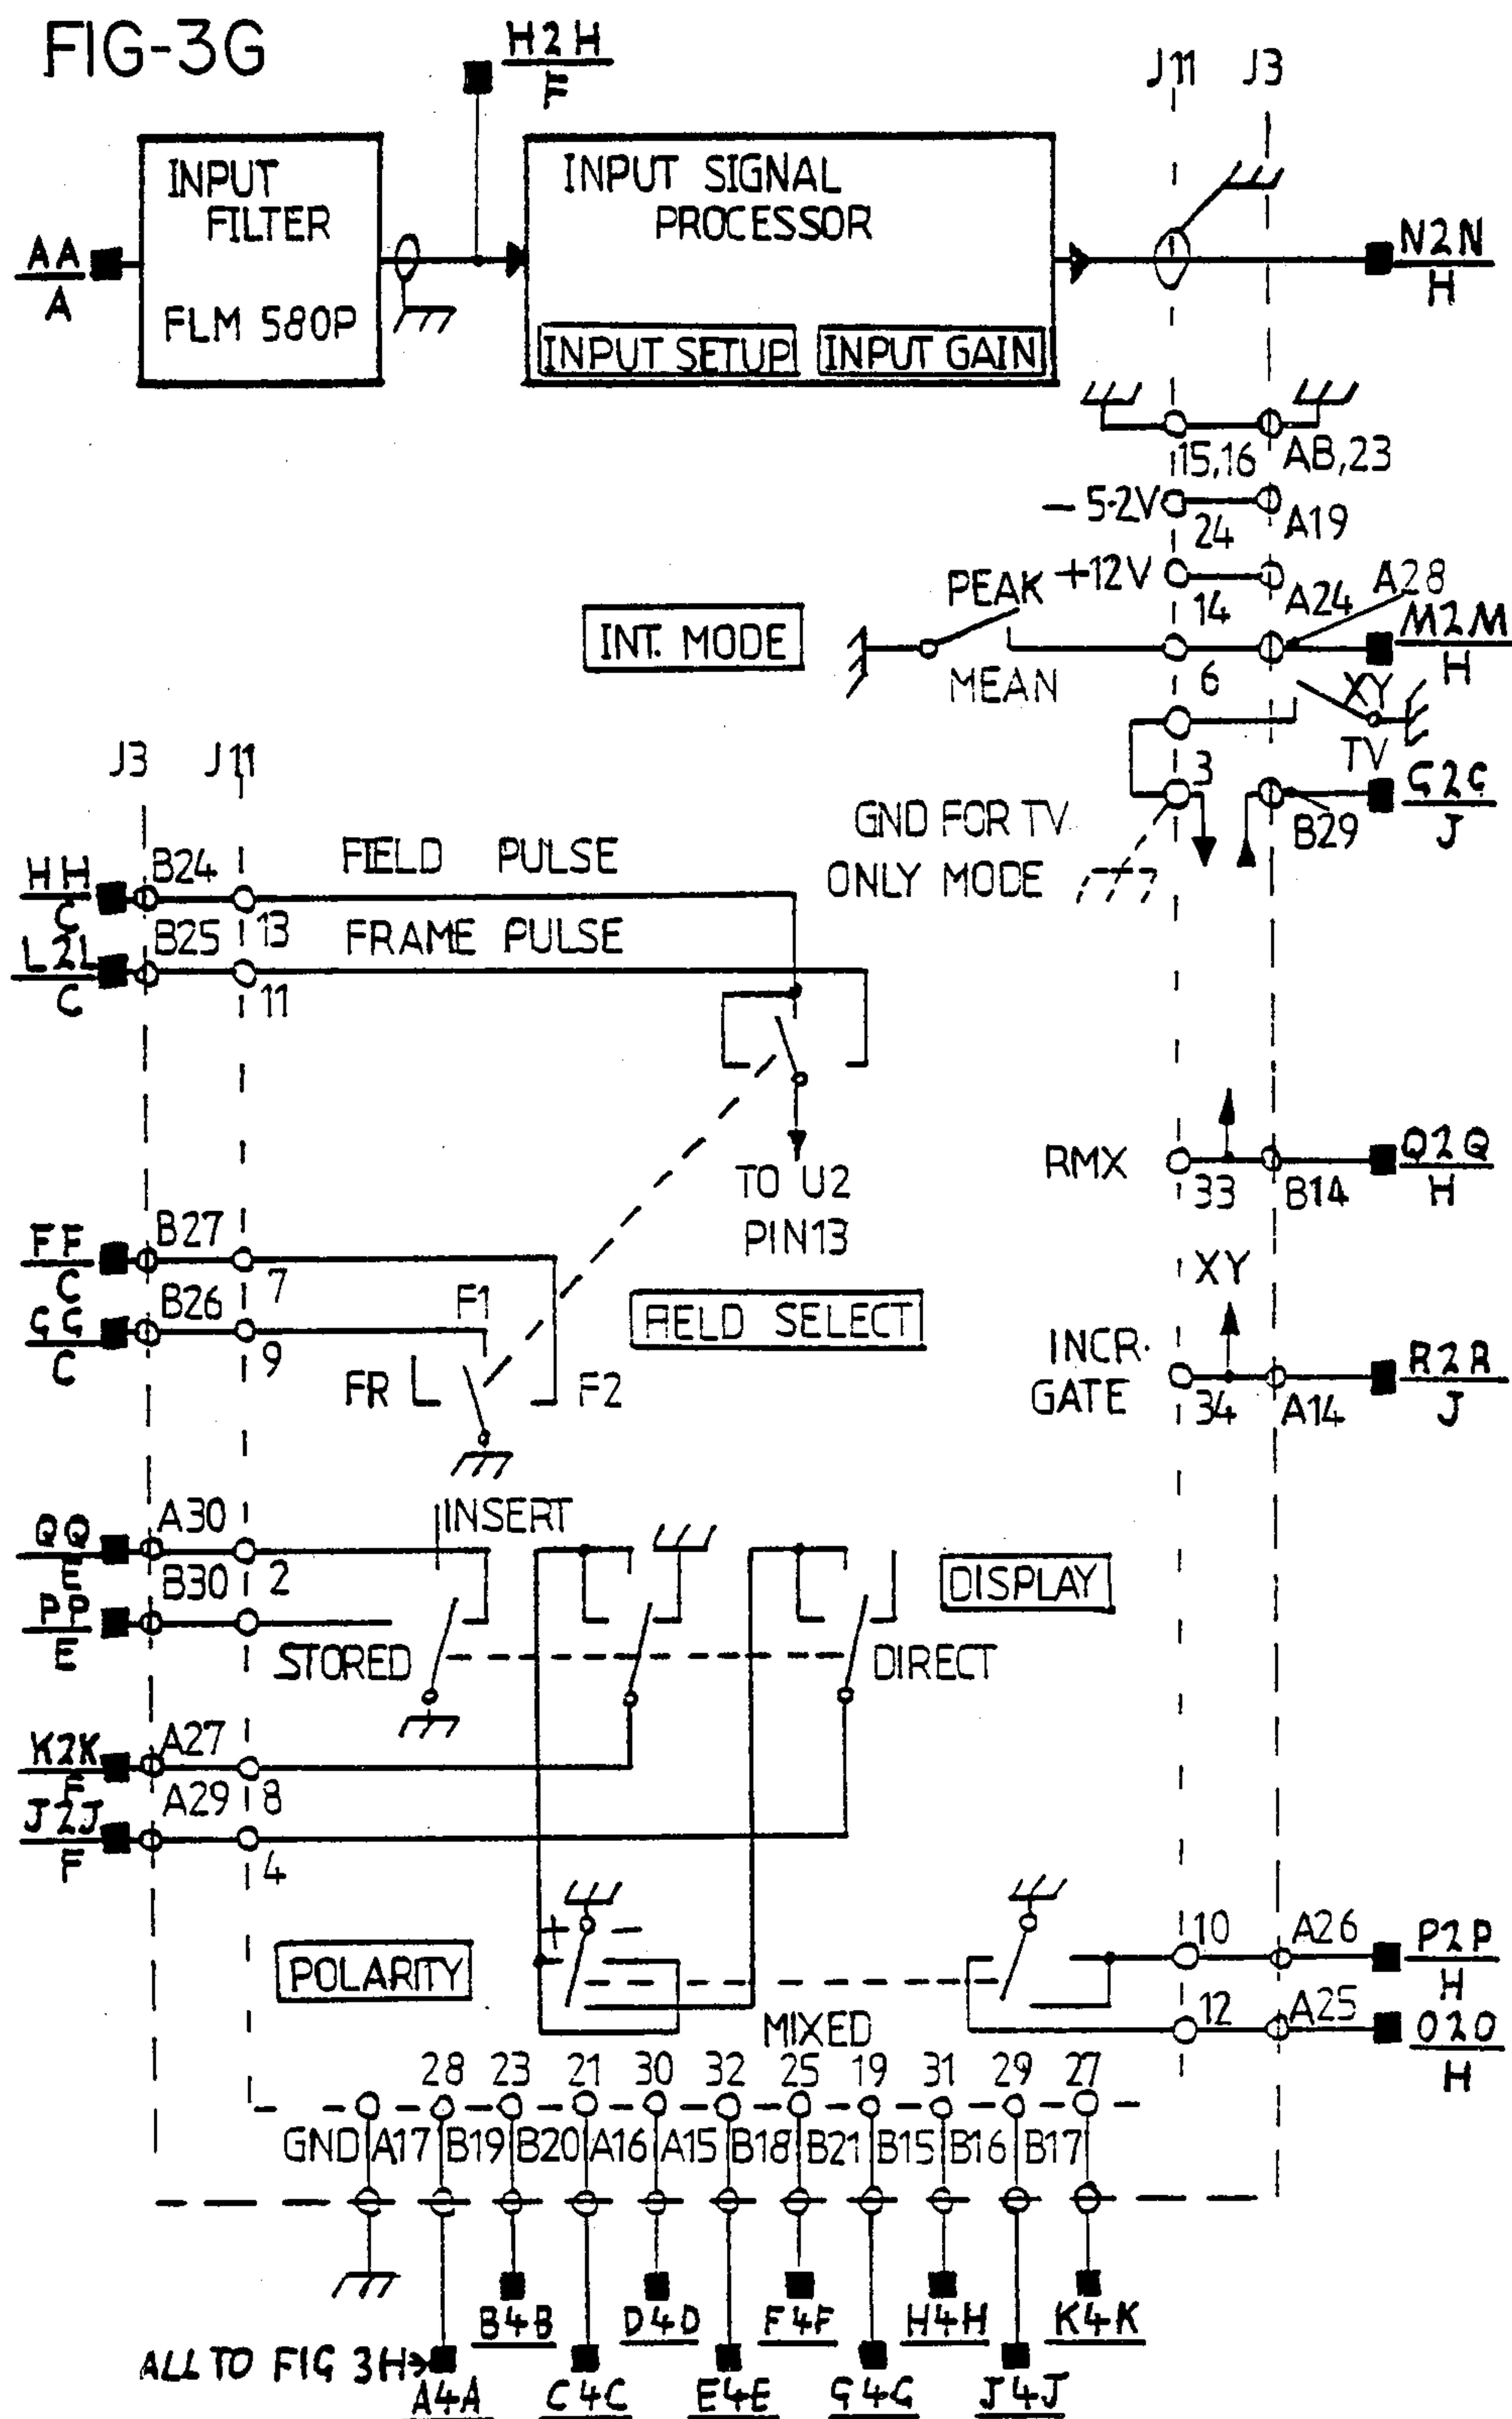 FIG-3G
H2H
F
J11 J3
INPUT
FILTER
FLM 580P
INPUT SIGNAL
PROCESSOR
INPUT SETUP INPUT GAIN
AA
A
N2N
H
15,16 AB,23
- 5·2V
24 A19
+12V
14 A24 A28
PEAK
INT. MODE
MEAN
6
M2M
H
XY
TV
3
GND FOR TV
ONLY MODE
B29
G2G
J
J3 J11
HH
C
B24
13
FIELD PULSE
L2L
C
B25
11
FRAME PULSE
TO U2
PIN13
RMX
33 B14
Q2Q
H
FF
C
B27
7
GG
C
B26
9
F1
FR
F2
FIELD SELECT
XY
INCR.
GATE
34 A14
R2R
J
QQ
E
A30
2
INSERT
PP
E
B30
STORED
DIRECT
DISPLAY
K2K
F
A27
8
J2J
F
A29
4
+ -
POLARITY
MIXED
10 A26
P2P
H
12 A25
O2O
H
28 23 21 30 32 25 19 31 29 27
GND A17 B19 B20 A16 A15 B18 B21 B15 B16 B17
B4B D4D F4F H4H K4K
ALL TO FIG 3H→
A4A C4C E4E G4G J4J